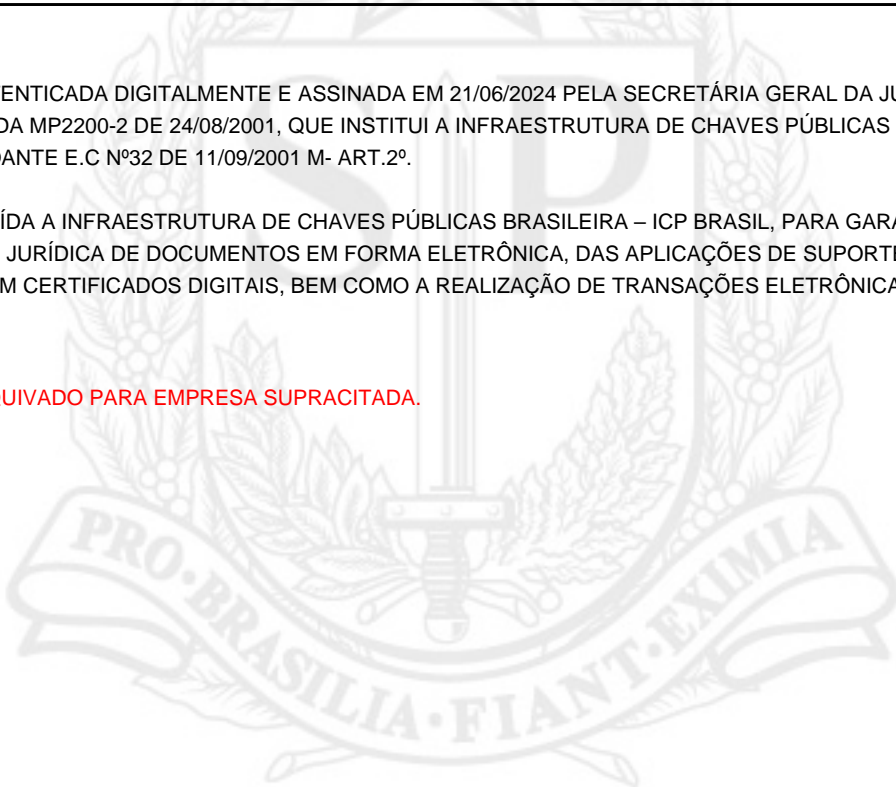 ENTICADA DIGITALMENTE E ASSINADA EM 21/06/2024 PELA SECRETÁRIA GERAL DA JU
DA MP2200-2 DE 24/08/2001, QUE INSTITUI A INFRAESTRUTURA DE CHAVES PÚBLICAS
DANTE E.C Nº32 DE 11/09/2001 M- ART.2º.
ÍDA A INFRAESTRUTURA DE CHAVES PÚBLICAS BRASILEIRA – ICP BRASIL, PARA GARA
JURÍDICA DE DOCUMENTOS EM FORMA ELETRÔNICA, DAS APLICAÇÕES DE SUPORTE
M CERTIFICADOS DIGITAIS, BEM COMO A REALIZAÇÃO DE TRANSAÇÕES ELETRÔNICA
UIVADO PARA EMPRESA SUPRACITADA.
SP
PRO·BRASILIA·FIANT·EXIMIA